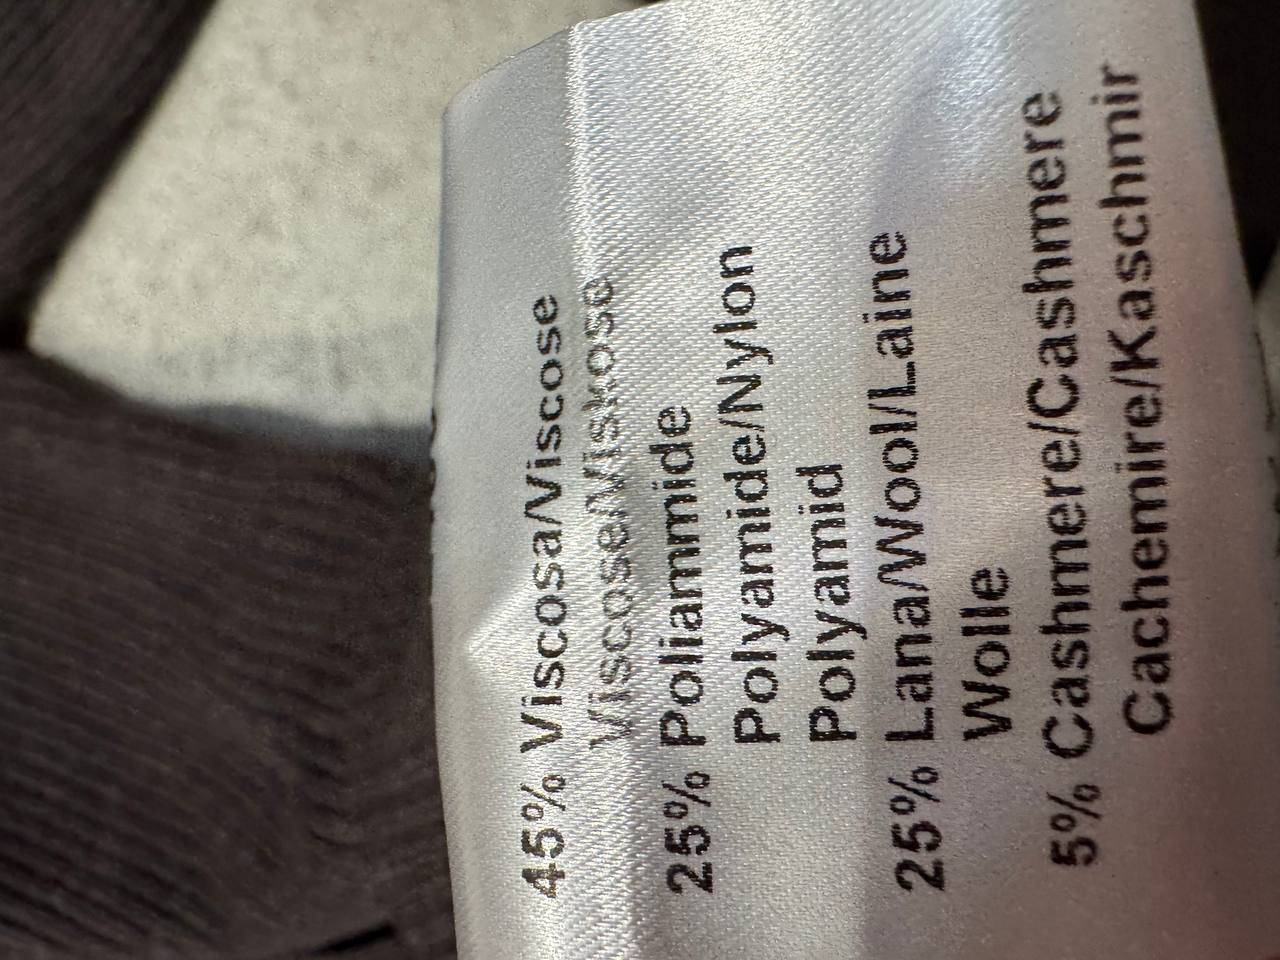 45% Viscosa/Viscose
Viscose/Viskose
25% Poliammide
Polyamide/Nylon
Polyamid
25% Lana/Wool/Laine
Wolle
5% Cashmere/Cashmere
Cachemire/Kaschmir